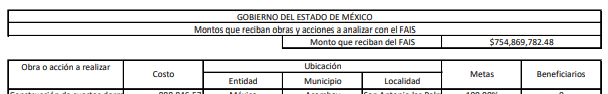 GOBIERNO DEL ESTADO DE MÉXICO
Montos que reciban obras y acciones a analizar con el FAIS
Monto que reciban del FAIS $754,869,782.48
Obra o acción a realizar Costo Ubicación Metas Beneficiarios
Entidad Municipio Localidad